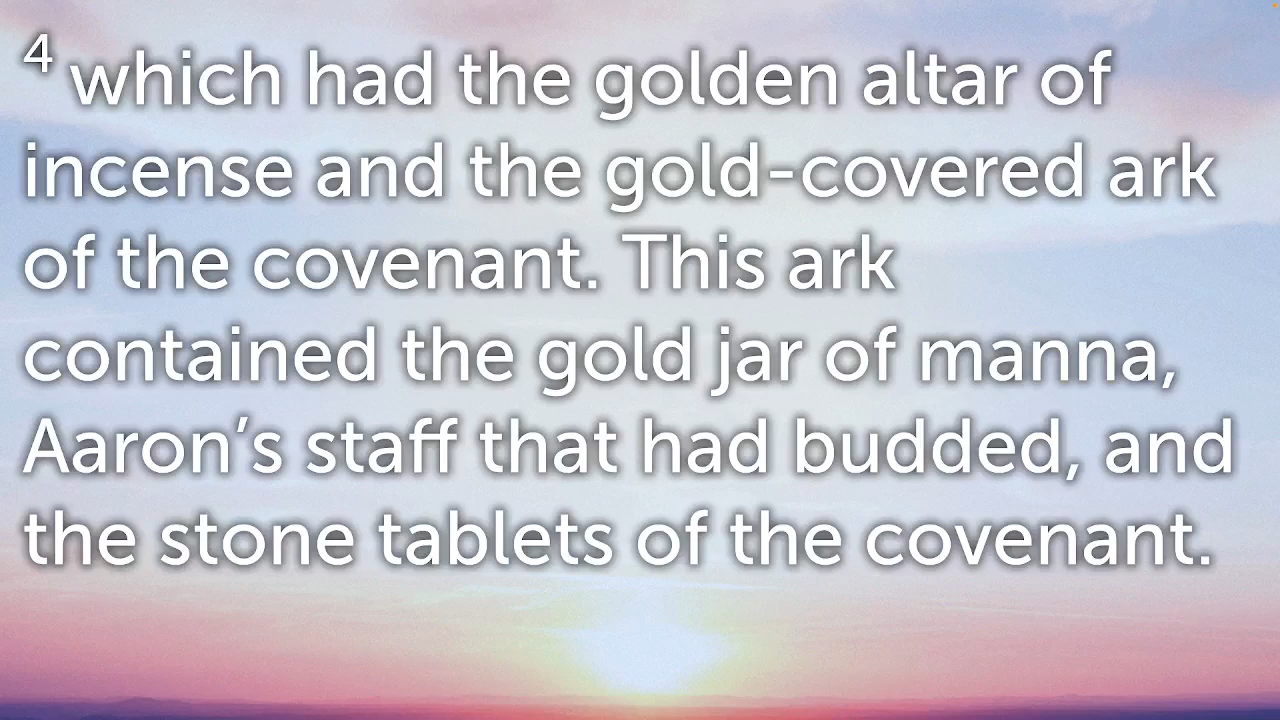 4 which had the golden altar of
incense and the gold-covered ark
of the covenant. This ark
contained the gold jar of manna,
Aaron’s staff that had budded, and
the stone tablets of the covenant.